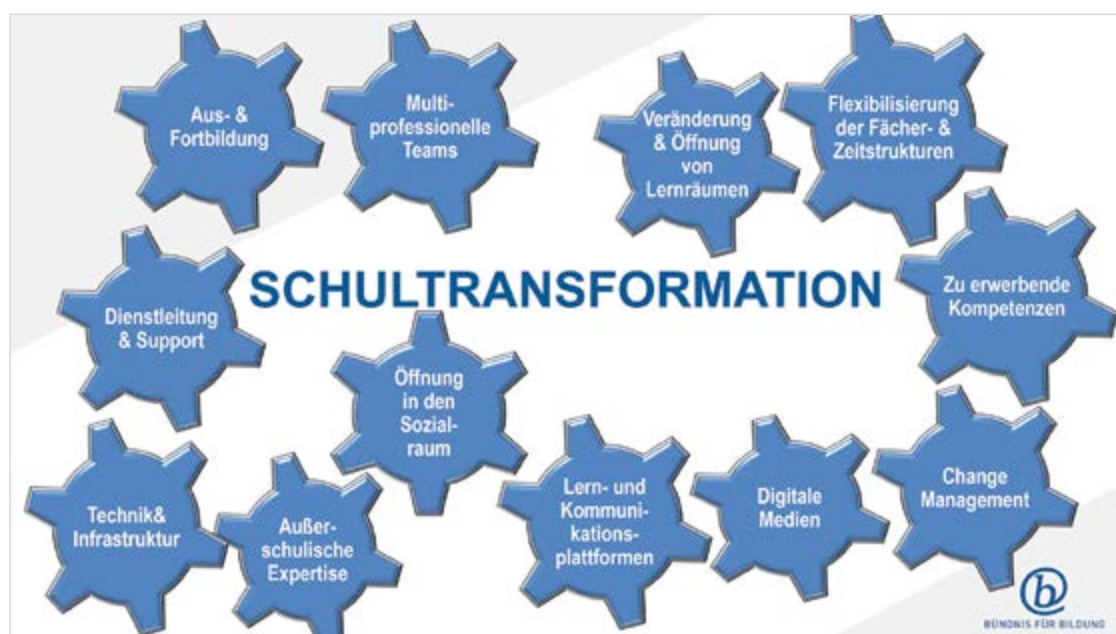 Aus- &
Fortbildung
Multi-
professionelle
Teams
Veränderung
& Öffnung
von
Lernräumen
Flexibilisierung
der Fächer- &
Zeitstrukturen
SCHULTRANSFORMATION
Dienstleitung
& Support
Zu erwerbende
Kompetenzen
Öffnung
in den
Sozial-
raum
Technik&
Infrastruktur
Außer-
schulische
Expertise
Lern- und
Kommuni-
kations-
plattformen
Digitale
Medien
Change
Management
b
BÜNDNIS FÜR BILDUNG